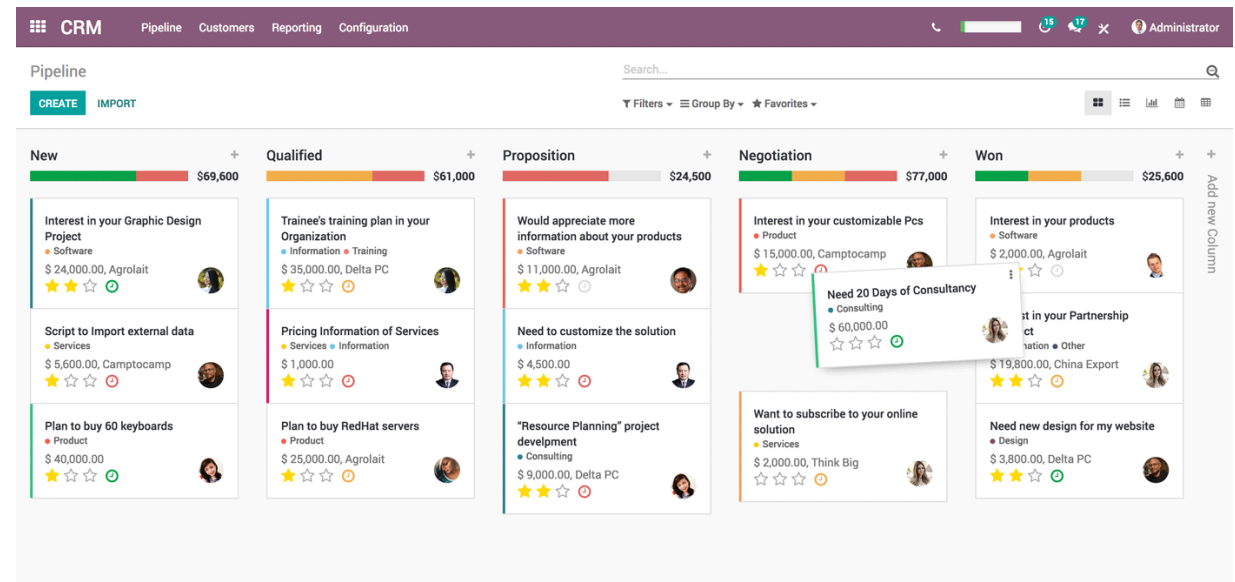 CRM Pipeline Customers Reporting Configuration 15 17 Administrator
Pipeline Search...
CREATE IMPORT Filters Group By Favorites
New
$69,600
Interest in your Graphic Design
Project
Software
$ 24,000.00, Agrolait
Script to Import external data
Services
$ 5,600.00, Camptocamp
Plan to buy 60 keyboards
Product
$ 40,000.00
Qualified
$61,000
Trainee's training plan in your
Organization
Information Training
$ 35,000.00, Delta PC
Pricing Information of Services
Services Information
$ 1,000.00
Plan to buy RedHat servers
Product
$ 25,000.00, Agrolait
Proposition
$24,500
Would appreciate more
information about your products
Software
$ 11,000.00, Agrolait
Need to customize the solution
Information
$ 4,500.00
"Resource Planning" project
develpment
Consulting
$ 9,000.00, Delta PC
Negotiation
$77,000
Interest in your customizable Pcs
Product
$ 15,000.00, Camptocamp
Need 20 Days of Consultancy
Consulting
$ 60,000.00
Want to subscribe to your online
solution
Services
$ 2,000.00, Think Big
Won
$25,600
Interest in your products
Software
$ 2,000.00, Agrolait
st in your Partnership
ct
nation Other
$ 19,800.00, China Export
Need new design for my website
Design
$ 3,800.00, Delta PC
Add new Column